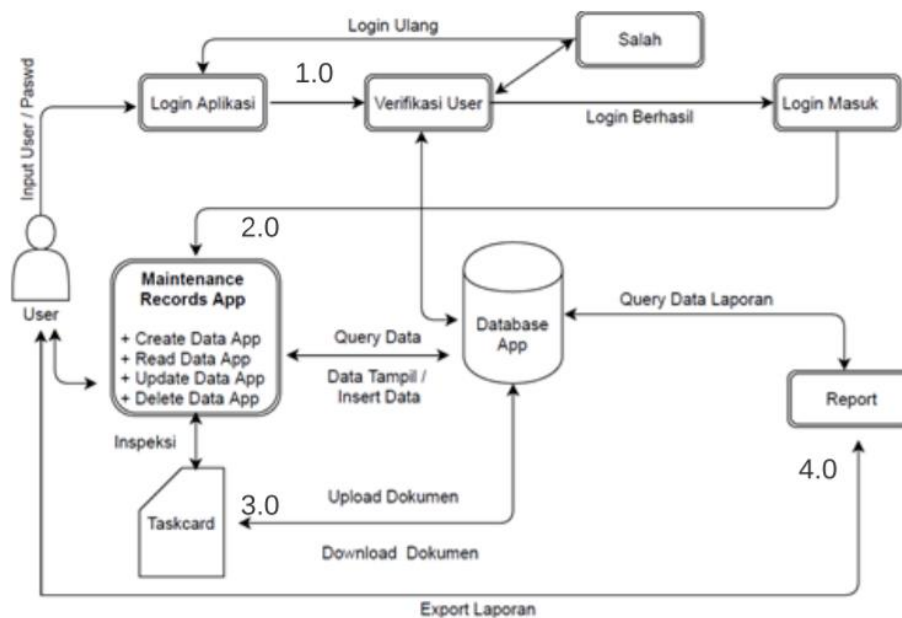 Login Ulang
Salah
1.0
Login Aplikasi
Verifikasi User
Login Masuk
Login Berhasil
Input User / Paswd
2.0
User
Maintenance
Records App
+ Create Data App
+ Read Data App
+ Update Data App
+ Delete Data App
Query Data
Data Tampil /
Insert Data
Database
App
Query Data Laporan
Report
Inspeksi
4.0
Taskcard
3.0
Upload Dokumen
Download Dokumen
Export Laporan